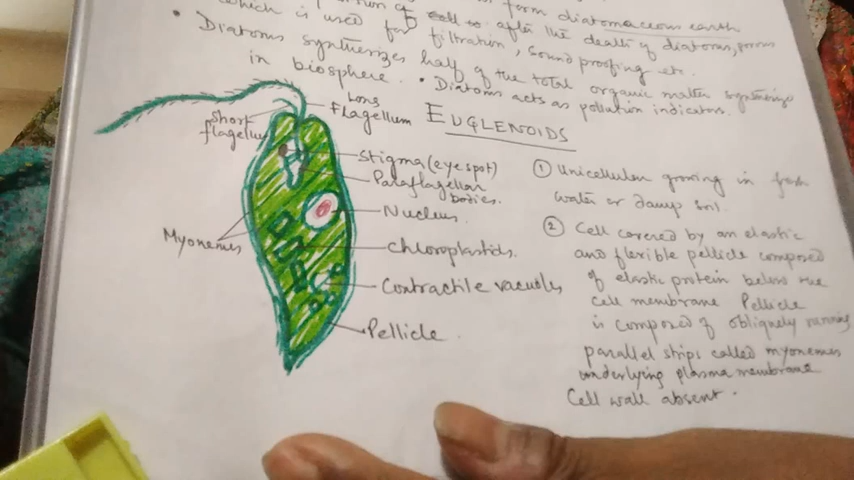 form diatomaceous earth
which is used for after the death of diatoms,
filtration, sound proofing etc.
• Diatoms synthesizes half of the total organic matter
in biosphere. • Diatoms acts as pollution indicators.
EUGLENOIDS
Long
flagellum
Short
flagellum
Stigma (eye spot)
Paraflagellar
bodies.
Nucleus.
Myonemes
Chloroplastids.
Contractile vacuoles
Pellicle
① Unicellular growing in fresh
water or damp soil.
② Cell covered by an elastic
and flexible pellicle composed
of elastic protein below the
cell membrane Pellicle
is composed of obliquely running
parallel ships called myonemes
underlying plasma membrane
Cell wall absent.